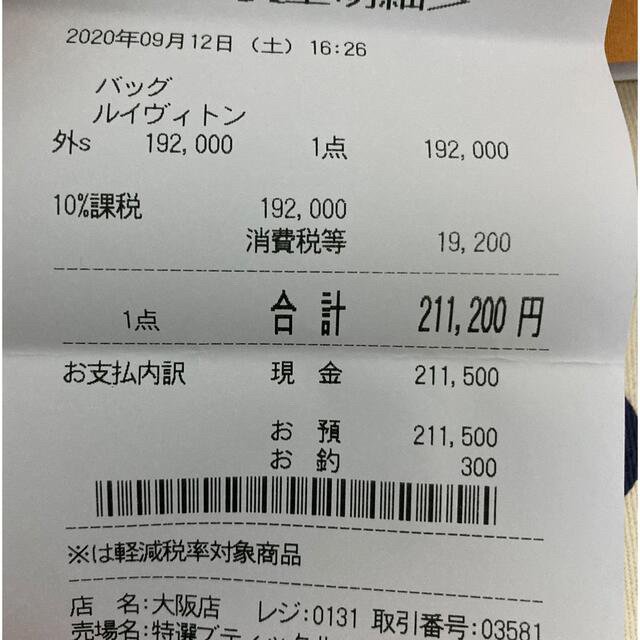 明細
2020年09月12日 (土) 16:26
バッグ
ルイヴィトン
外s 192,000 1点 192,000
10%課税 192,000
消費税等 19,200
1点 合計 211,200円
お支払内訳 現金 211,500
お預 211,500
お釣 300
※は軽減税率対象商品
店名:大阪店 レジ:0131 取引番号:03581
売場名:特選ブティック